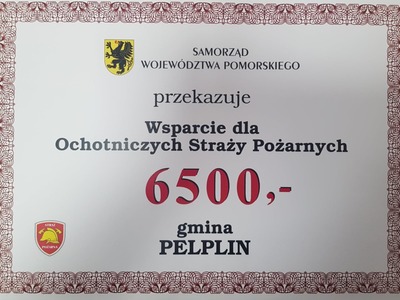 SAMORZĄD
WOJEWÓDZTWA POMORSKIEGO
przekazuje
Wsparcie dla
Ochotniczych Straży Pożarnych
6500,-
gmina
PELPLIN